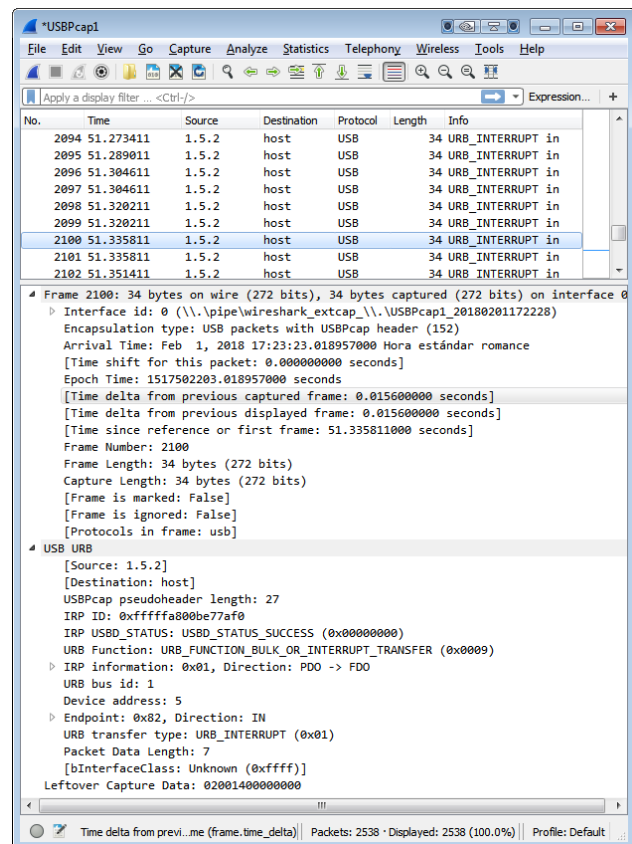 *USBPcap1
File Edit View Go Capture Analyze Statistics Telephony Wireless Tools Help
Apply a display filter ... <Ctrl-/> Expression... +
No. Time Source Destination Protocol Length Info
2094 51.273411 1.5.2 host USB 34 URB_INTERRUPT in
2095 51.289011 1.5.2 host USB 34 URB_INTERRUPT in
2096 51.304611 1.5.2 host USB 34 URB_INTERRUPT in
2097 51.304611 1.5.2 host USB 34 URB_INTERRUPT in
2098 51.320211 1.5.2 host USB 34 URB_INTERRUPT in
2099 51.320211 1.5.2 host USB 34 URB_INTERRUPT in
2100 51.335811 1.5.2 host USB 34 URB_INTERRUPT in
2101 51.335811 1.5.2 host USB 34 URB_INTERRUPT in
2102 51.351411 1.5.2 host USB 34 URB_INTERRUPT in
Frame 2100: 34 bytes on wire (272 bits), 34 bytes captured (272 bits) on interface 0
Interface id: 0 (\\.\pipe\wireshark_extcap_\\.\USBPcap1_20180201172228)
Encapsulation type: USB packets with USBPcap header (152)
Arrival Time: Feb 1, 2018 17:23:23.018957000 Hora estándar romance
[Time shift for this packet: 0.000000000 seconds]
Epoch Time: 1517502203.018957000 seconds
[Time delta from previous captured frame: 0.015600000 seconds]
[Time delta from previous displayed frame: 0.015600000 seconds]
[Time since reference or first frame: 51.335811000 seconds]
Frame Number: 2100
Frame Length: 34 bytes (272 bits)
Capture Length: 34 bytes (272 bits)
[Frame is marked: False]
[Frame is ignored: False]
[Protocols in frame: usb]
USB URB
[Source: 1.5.2]
[Destination: host]
USBPcap pseudoheader length: 27
IRP ID: 0xfffffa800be77af0
IRP USBD_STATUS: USBD_STATUS_SUCCESS (0x00000000)
URB Function: URB_FUNCTION_BULK_OR_INTERRUPT_TRANSFER (0x0009)
IRP information: 0x01, Direction: PDO -> FDO
URB bus id: 1
Device address: 5
Endpoint: 0x82, Direction: IN
URB transfer type: URB_INTERRUPT (0x01)
Packet Data Length: 7
[bInterfaceClass: Unknown (0xffff)]
Leftover Capture Data: 02001400000000
Time delta from previ...me (frame.time_delta) Packets: 2538 · Displayed: 2538 (100.0%) Profile: Default